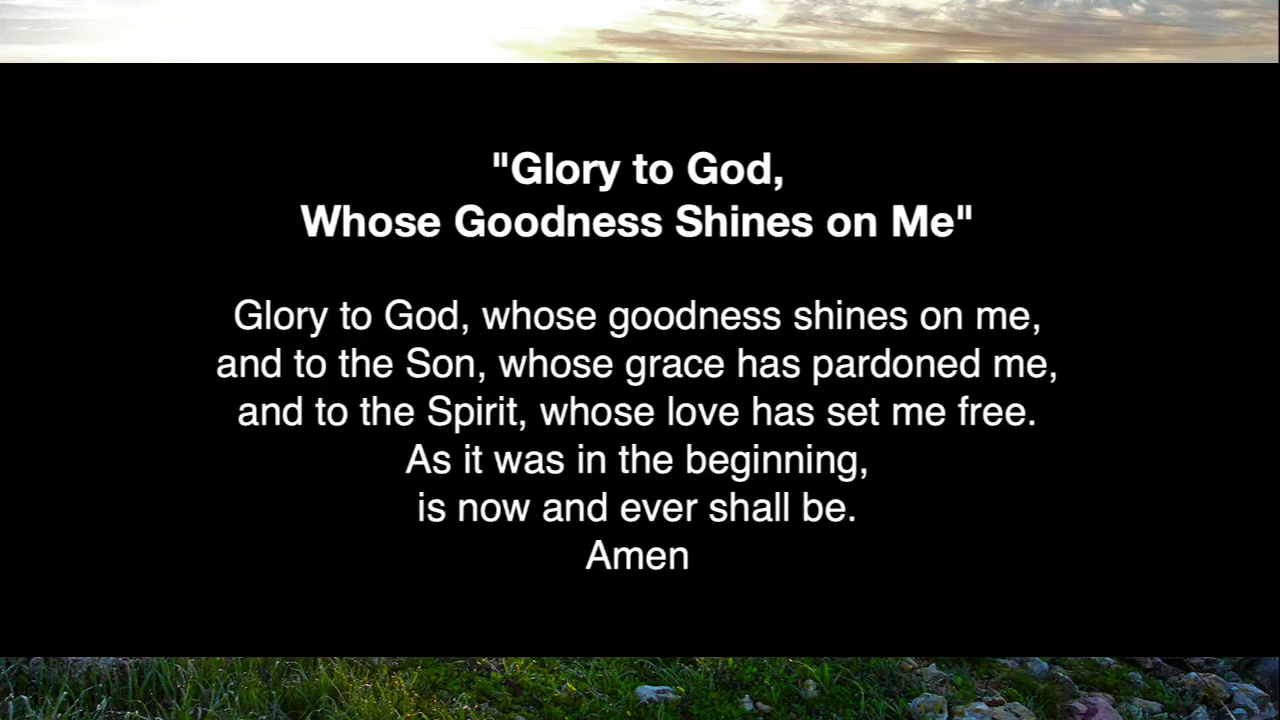 "Glory to God,
Whose Goodness Shines on Me"
Glory to God, whose goodness shines on me,
and to the Son, whose grace has pardoned me,
and to the Spirit, whose love has set me free.
As it was in the beginning,
is now and ever shall be.
Amen